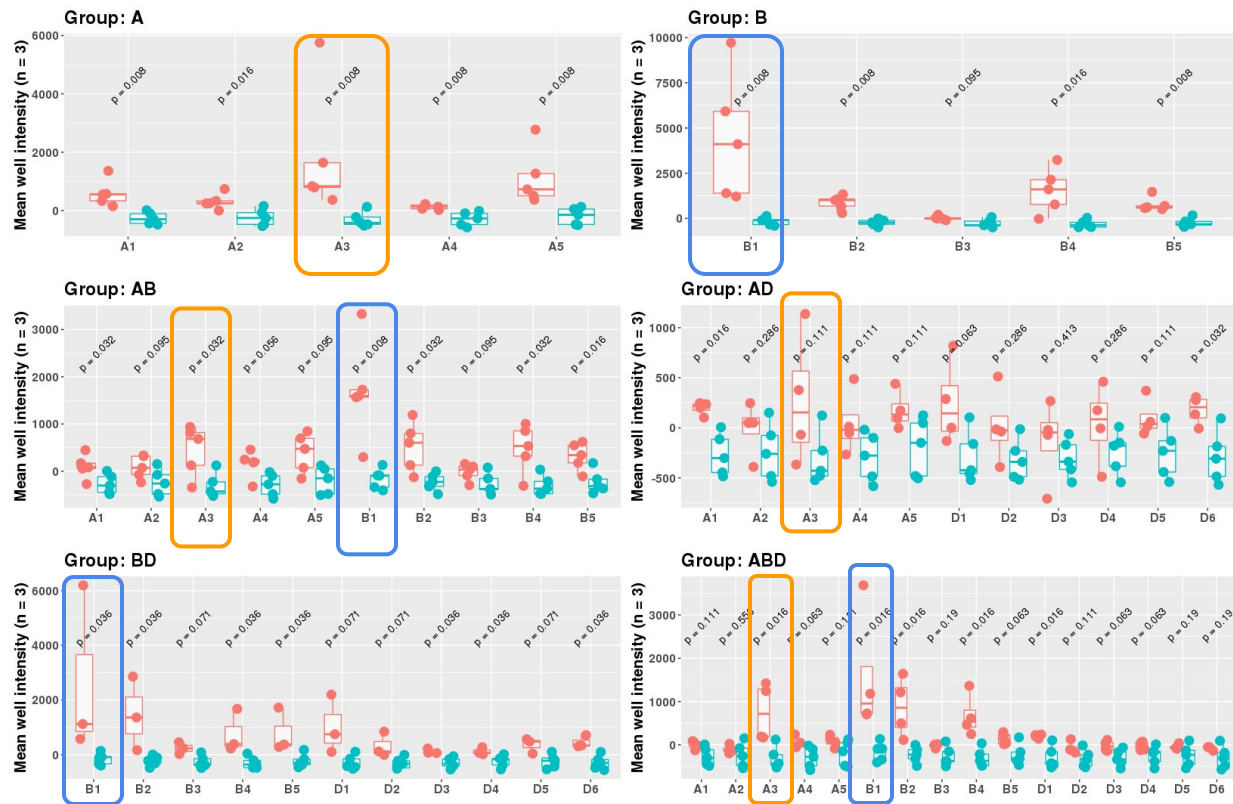 Group: A
Mean well intensity (n = 3)
6000
4000
2000
0
p = 0.008
p = 0.016
p = 0.008
p = 0.008
p = 0.008
A1 A2 A3 A4 A5
Group: B
Mean well intensity (n = 3)
10000
7500
5000
2500
0
p = 0.008
p = 0.008
p = 0.095
p = 0.016
p = 0.008
B1 B2 B3 B4 B5
Group: AB
Mean well intensity (n = 3)
3000
2000
1000
0
p = 0.032
p = 0.095
p = 0.032
p = 0.056
p = 0.095
p = 0.008
p = 0.032
p = 0.095
p = 0.032
p = 0.016
A1 A2 A3 A4 A5 B1 B2 B3 B4 B5
Group: AD
Mean well intensity (n = 3)
1000
500
0
−500
p = 0.016
p = 0.286
p = 0.111
p = 0.111
p = 0.111
p = 0.063
p = 0.286
p = 0.413
p = 0.286
p = 0.111
p = 0.032
A1 A2 A3 A4 A5 D1 D2 D3 D4 D5 D6
Group: BD
Mean well intensity (n = 3)
6000
4000
2000
0
p = 0.036
p = 0.036
p = 0.071
p = 0.036
p = 0.036
p = 0.071
p = 0.071
p = 0.036
p = 0.036
p = 0.071
p = 0.036
B1 B2 B3 B4 B5 D1 D2 D3 D4 D5 D6
Group: ABD
Mean well intensity (n = 3)
3000
2000
1000
0
p = 0.111
p =
p = 0.016
p = 0.063
p =
p = 0.016
p = 0.016
p = 0.19
p = 0.016
p = 0.063
p = 0.016
p = 0.111
p = 0.063
p = 0.063
p = 0.19
p = 0.19
A1 A2 A3 A4 A5 B1 B2 B3 B4 B5 D1 D2 D3 D4 D5 D6